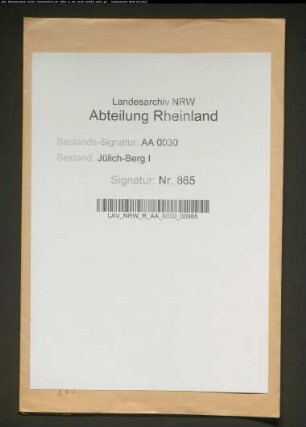 Landesarchiv NRW
Abteilung Rheinland
Bestands-Signatur: AA 0030
Bestand: Jülich-Berg I
Signatur: Nr. 865
LAV_NRW_R_AA_0030_00865